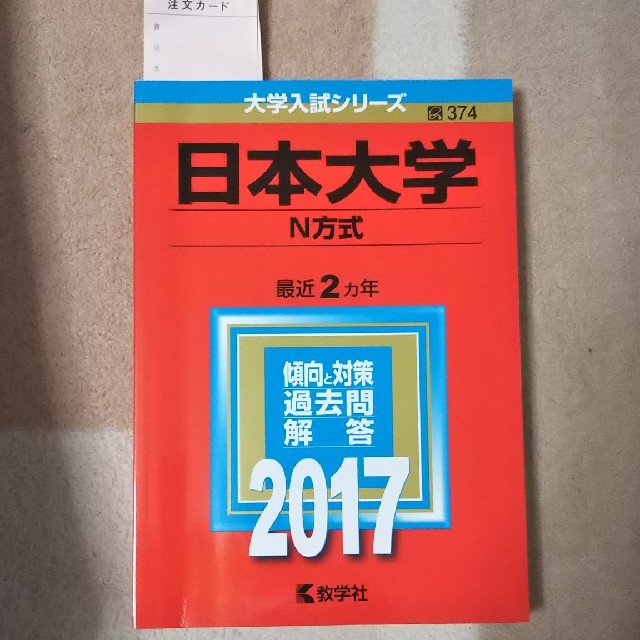 注文カード
大学入試シリーズ
374
日本大学
N方式
最近2カ年
傾向と対策
過去問
解答
2017
教学社